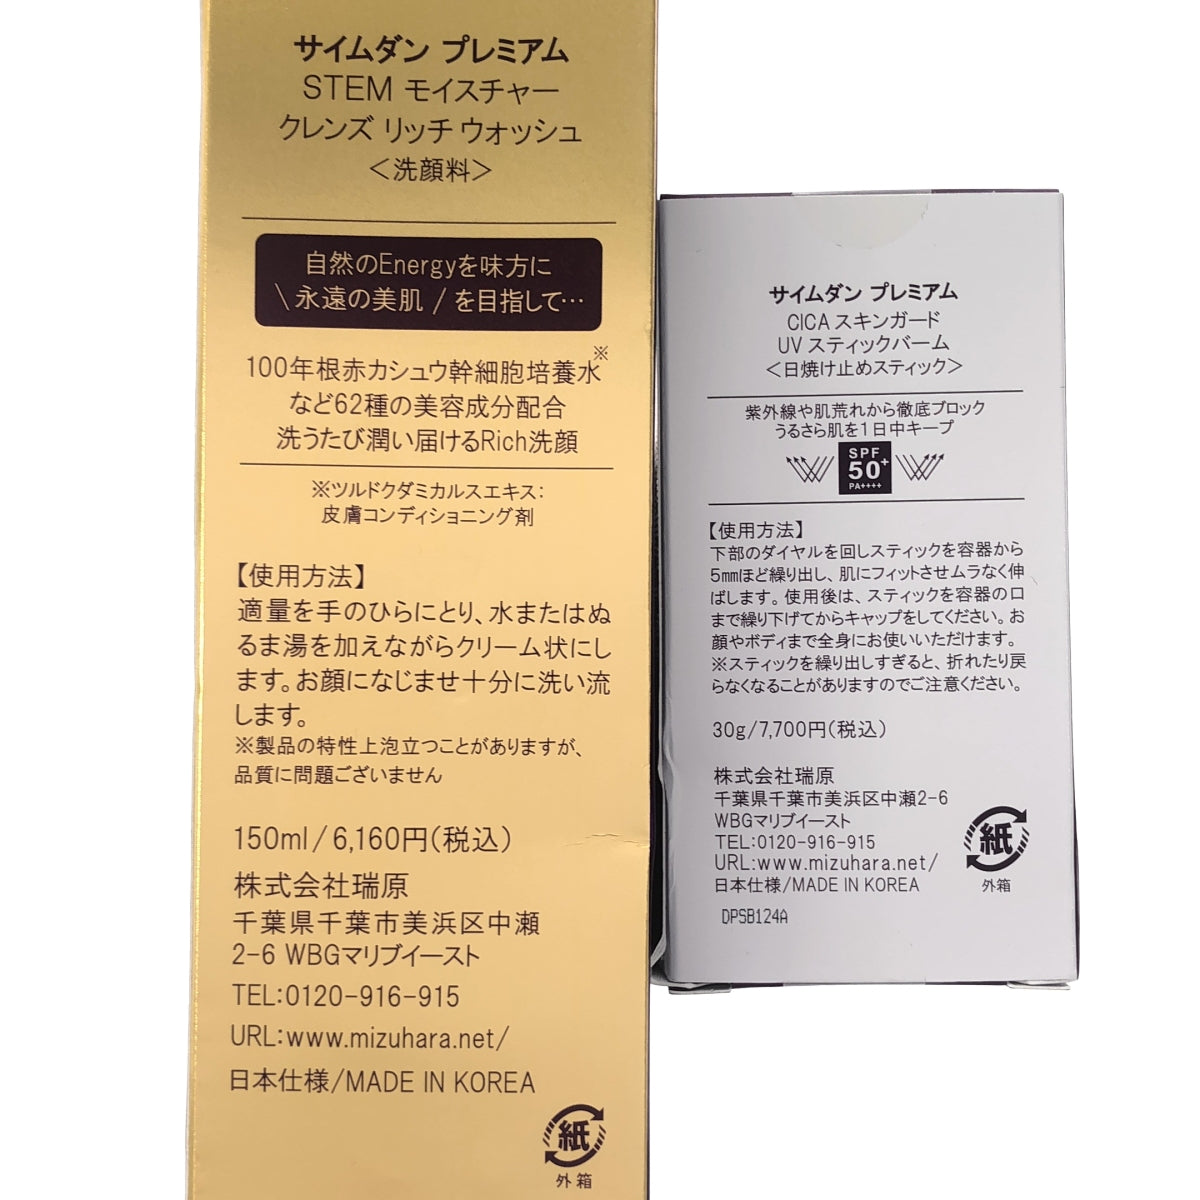 サイムダン プレミアム
STEM モイスチャー
クレンズ リッチ ウォッシュ
＜洗顔料＞
自然のEnergyを味方に
\ 永遠の美肌 / を目指して…
100年根赤カシュウ幹細胞培養水※
など62種の美容成分配合
洗うたび潤い届けるRich洗顔
※ツルドクダミカルスエキス：
皮膚コンディショニング剤
【使用方法】
適量を手のひらにとり、水またはぬ
るま湯を加えながらクリーム状にし
ます。お顔になじませ十分に洗い流
します。
※製品の特性上泡立つことがありますが、
品質に問題ございません
150ml/6,160円(税込)
株式会社瑞原
千葉県千葉市美浜区中瀬
2-6 WBGマリブイースト
TEL:0120-916-915
URL:www.mizuhara.net/
日本仕様/MADE IN KOREA
紙
外箱
サイムダン プレミアム
CICA スキンガード
UV スティックバーム
＜日焼け止めスティック＞
紫外線や肌荒れから徹底ブロック
うるさら肌を1日中キープ
SPF
50+
PA++++
【使用方法】
下部のダイヤルを回しスティックを容器から
5mmほど繰り出し、肌にフィットさせムラなく伸
ばします。使用後は、スティックを容器の口
まで繰り下げてからキャップをしてください。お
顔やボディまで全身にお使いいただけます。
※スティックを繰り出しすぎると、折れたり戻
らなくなることがありますのでご注意ください。
30g/7,700円(税込)
株式会社瑞原
千葉県千葉市美浜区中瀬2-6
WBGマリブイースト
TEL:0120-916-915
URL:www.mizuhara.net/
日本仕様/MADE IN KOREA
紙
外箱
DPSB124A